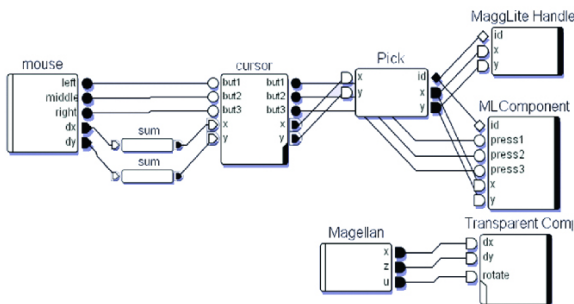 MaggLite Handle
id
x
y
mouse
left
middle
right
dx
dy
sum
sum
cursor
but1
but2
but3
x
y
but1
but2
but3
x
y
Pick
x
y
id
x
y
MLComponent
id
press1
press2
press3
x
y
Magellan
x
z
u
Transparent Comp
dx
dy
rotate